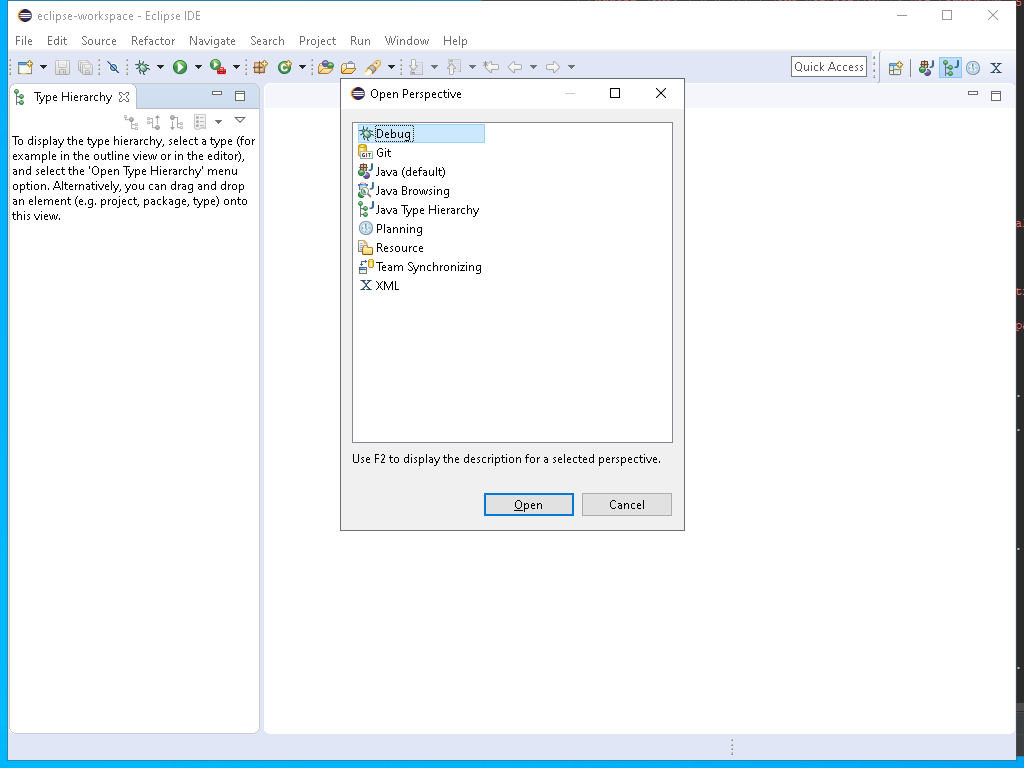 eclipse-workspace - Eclipse IDE
File Edit Source Refactor Navigate Search Project Run Window Help
Quick Access
Type Hierarchy
To display the type hierarchy, select a type (for
example in the outline view or in the editor),
and select the 'Open Type Hierarchy' menu
option. Alternatively, you can drag and drop
an element (e.g. project, package, type) onto
this view.
Open Perspective
Debug
Git
Java (default)
Java Browsing
Java Type Hierarchy
Planning
Resource
Team Synchronizing
XML
Use F2 to display the description for a selected perspective.
Open Cancel